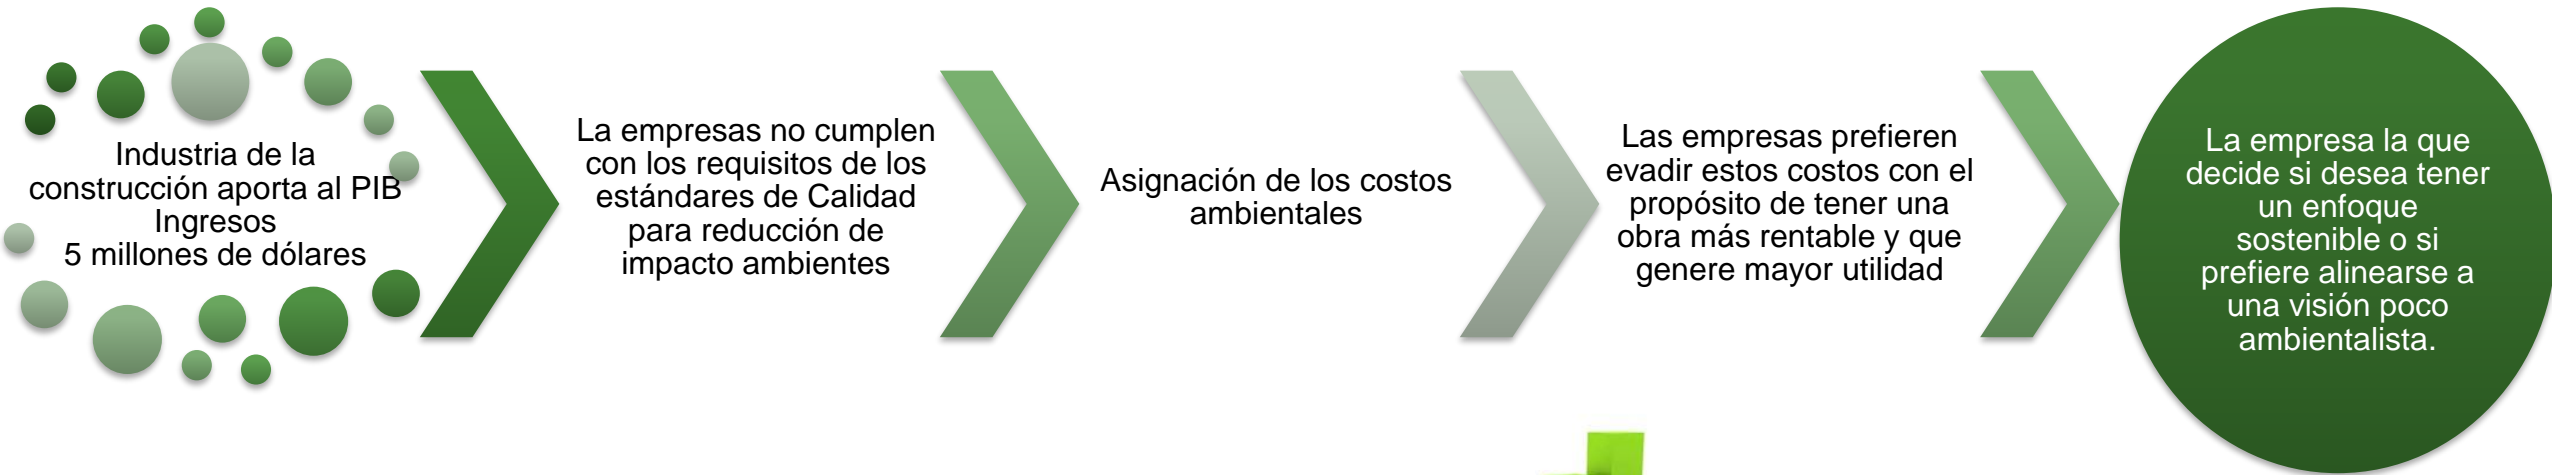 Industria de la
construcción aporta al PIB
Ingresos
5 millones de dólares
La empresas no cumplen
con los requisitos de los
estándares de Calidad
para reducción de
impacto ambientes
Asignación de los costos
ambientales
Las empresas prefieren
evadir estos costos con el
propósito de tener una
obra más rentable y que
genere mayor utilidad
La empresa la que
decide si desea tener
un enfoque
sostenible o si
prefiere alinearse a
una visión poco
ambientalista.